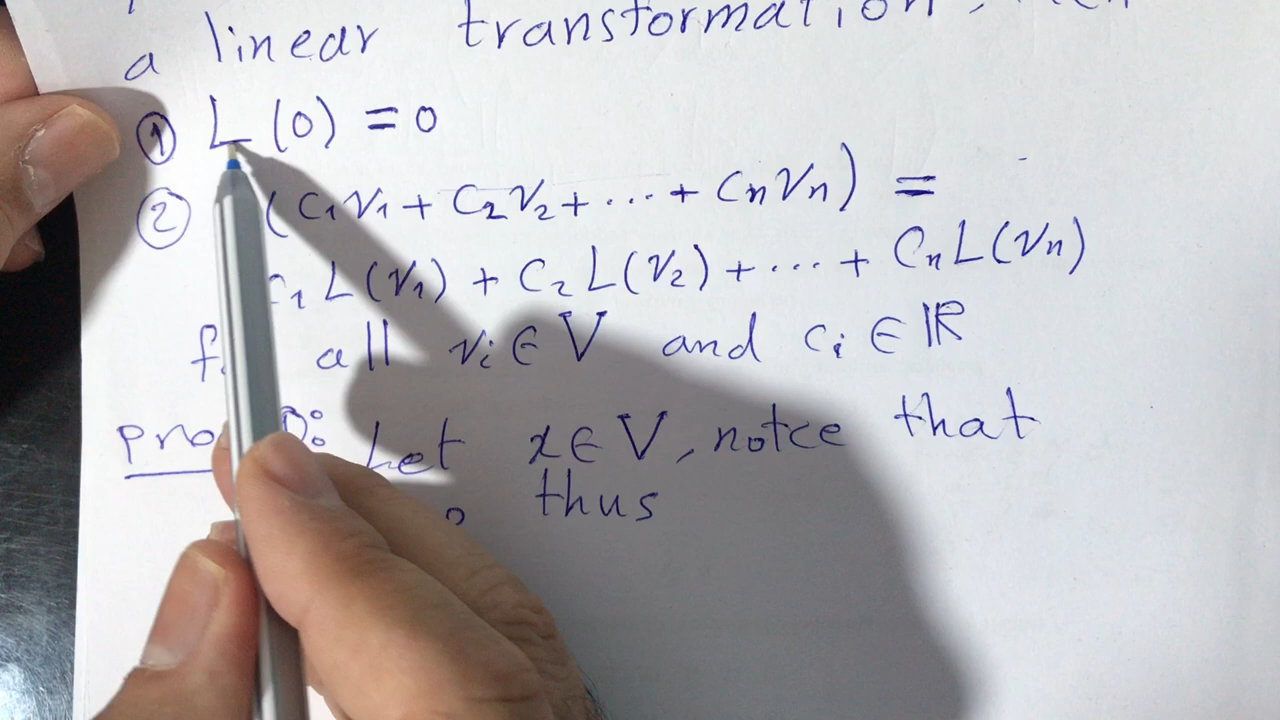 a linear transformation,
① L(0) = 0
② (c₁v₁ + c₂v₂ + ... + cₙvₙ) =
c₁L(v₁) + c₂L(v₂) + ... + cₙL(vₙ)
all vᵢ ∈ V and cᵢ ∈ ℝ
Let x ∈ V, notce that
thus